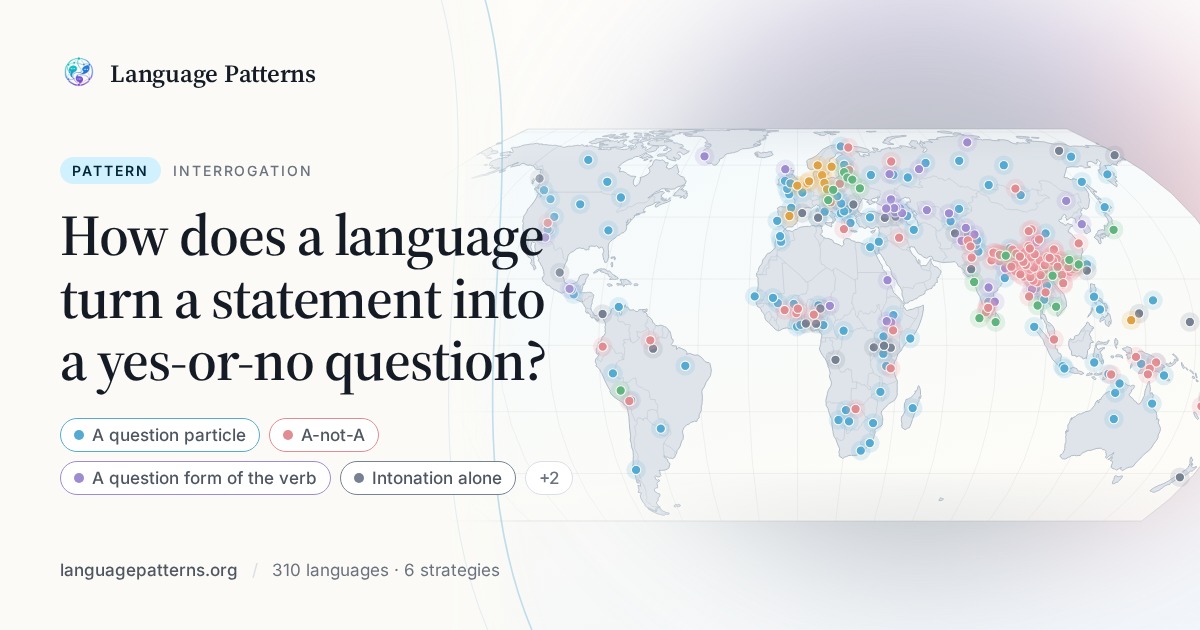 Language Patterns
PATTERN INTERROGATION
How does a language
turn a statement into
a yes-or-no question?
A question particle A-not-A
A question form of the verb Intonation alone +2
languagepatterns.org / 310 languages · 6 strategies